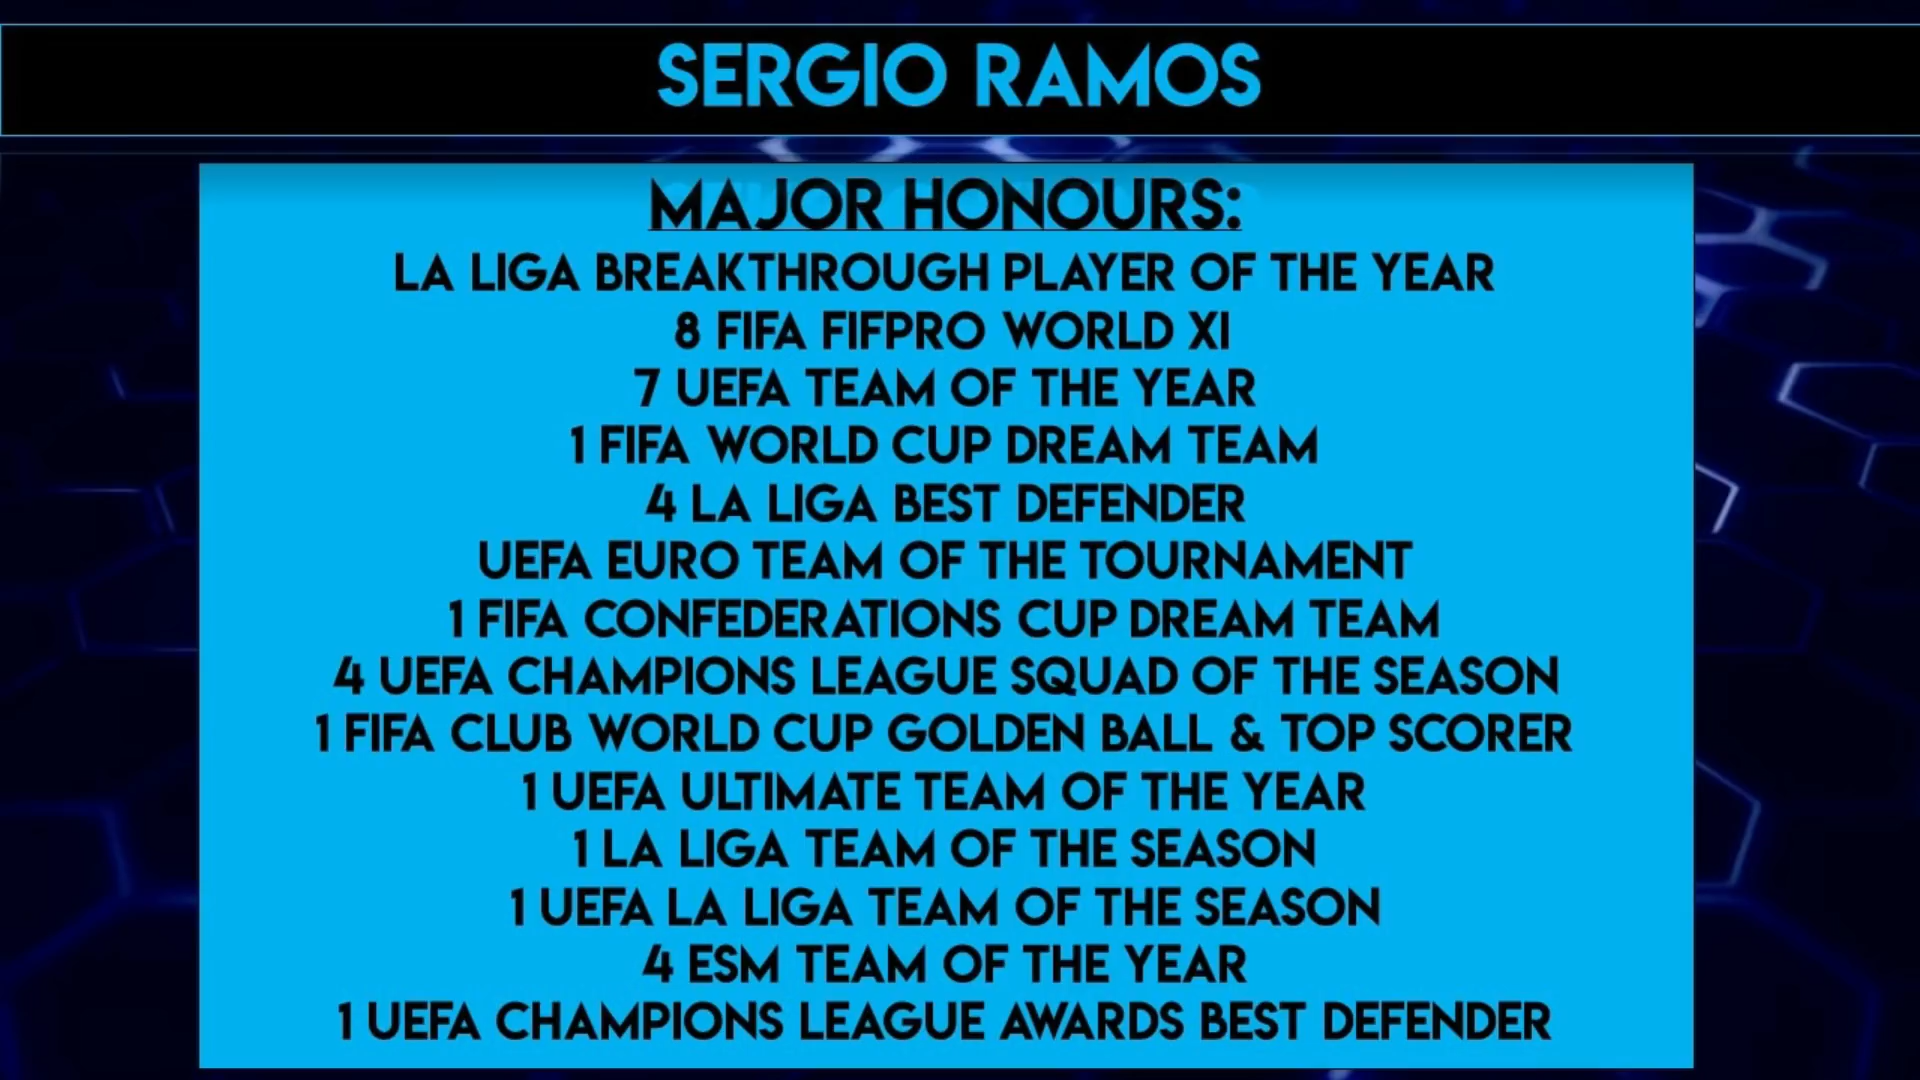 SERGIO RAMOS
MAJOR HONOURS:
LA LIGA BREAKTHROUGH PLAYER OF THE YEAR
8 FIFA FIFPRO WORLD XI
7 UEFA TEAM OF THE YEAR
1 FIFA WORLD CUP DREAM TEAM
4 LA LIGA BEST DEFENDER
UEFA EURO TEAM OF THE TOURNAMENT
1 FIFA CONFEDERATIONS CUP DREAM TEAM
4 UEFA CHAMPIONS LEAGUE SQUAD OF THE SEASON
1 FIFA CLUB WORLD CUP GOLDEN BALL & TOP SCORER
1 UEFA ULTIMATE TEAM OF THE YEAR
1 LA LIGA TEAM OF THE SEASON
1 UEFA LA LIGA TEAM OF THE SEASON
4 ESM TEAM OF THE YEAR
1 UEFA CHAMPIONS LEAGUE AWARDS BEST DEFENDER